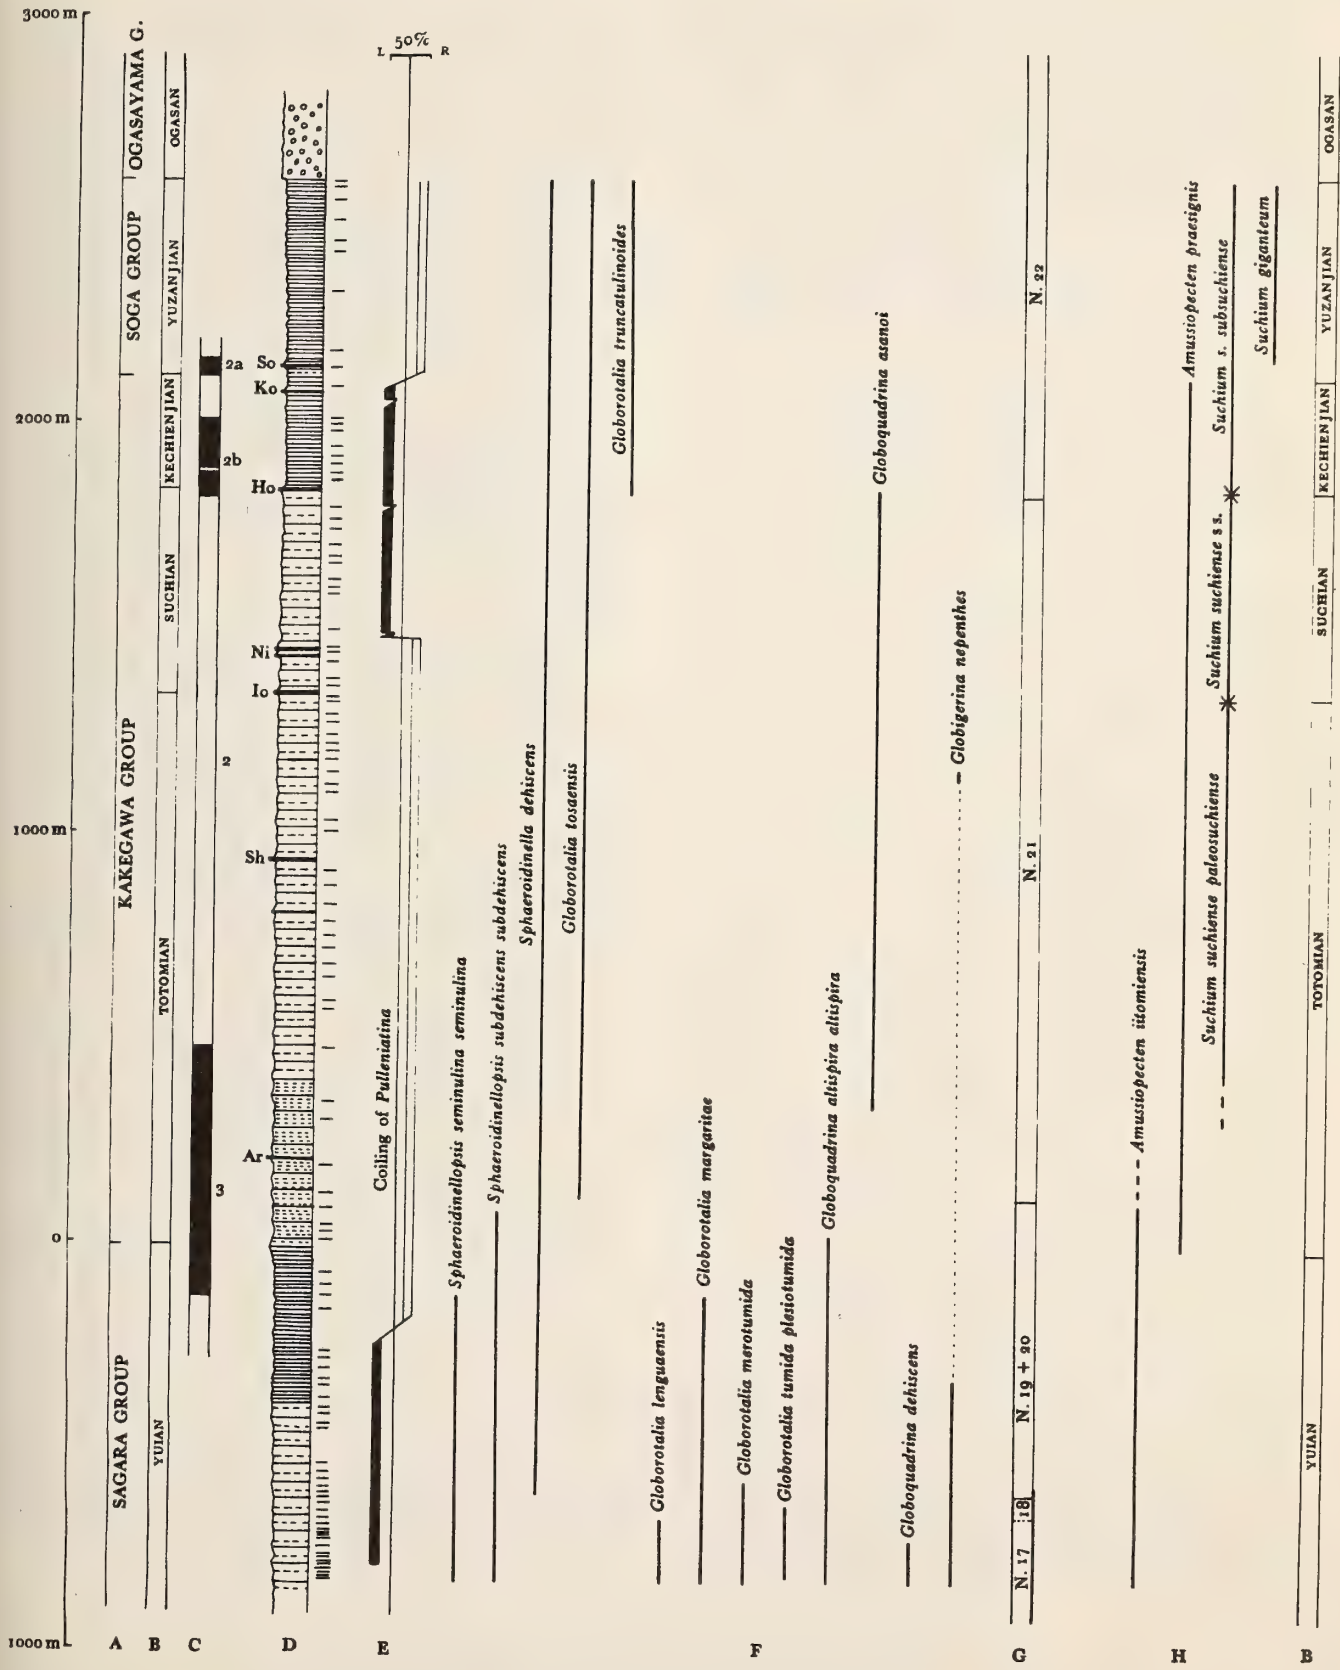 3000 m
2000 m
1000 m
0
1000 m
OGASAYAMA G.
SOGA GROUP
KAKEGAWA GROUP
SAGARA GROUP
OGASAN
YUZANJIAN
KECHIENJIAN
SUCHIAN
TOTOMIAN
YUIAN
2a
2b
2
3
So
Ko
Ho
Ni
Io
Sh
Ar
L 50% R
Coiling of Pulleniatina
Sphaeroidinellopsis seminulina seminulina
Sphaeroidinellopsis subdehiscens subdehiscens
Sphaeroidinella dehiscens
Globorotalia tosaensis
Globorotalia truncatulinoides
Globorotalia lenguaensis
Globorotalia margaritae
Globorotalia merotumida
Globorotalia tumida plesiotumida
Globoquadrina altispira altispira
Globoquadrina asanoi
Globoquadrina dehiscens
Globigerina nepenthes
N. 22
N. 21
N. 19 + 20
18
N. 17
Amussiopecten iitomiensis
Amussiopecten praesignis
Suchium s. subsuchiense
Suchium suchiense s s.
Suchium suchiense paleosuchiense
Suchium giganteum
OGASAN
YUZANJIAN
KECHIENJIAN
SUCHIAN
TOTOMIAN
YUIAN
A B C D E F G H B